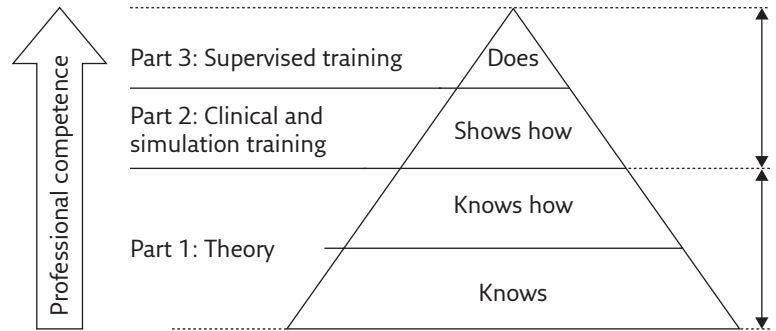 Professional competence
Part 3: Supervised training
Does
Part 2: Clinical and
simulation training
Shows how
Knows how
Part 1: Theory
Knows